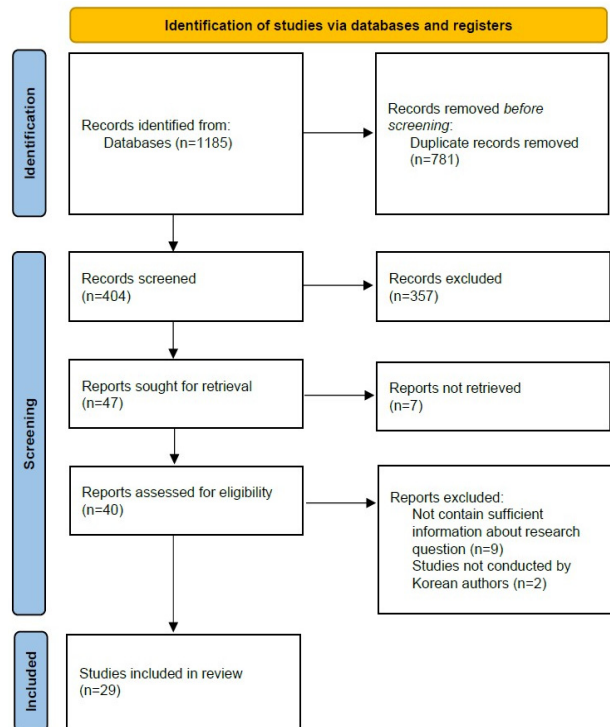 Identification of studies via databases and registers
Identification
Records identified from:
Databases (n=1185)
Records removed before
screening:
Duplicate records removed
(n=781)
Screening
Records screened
(n=404)
Records excluded
(n=357)
Reports sought for retrieval
(n=47)
Reports not retrieved
(n=7)
Reports assessed for eligibility
(n=40)
Reports excluded:
Not contain sufficient
information about research
question (n=9)
Studies not conducted by
Korean authors (n=2)
Included
Studies included in review
(n=29)